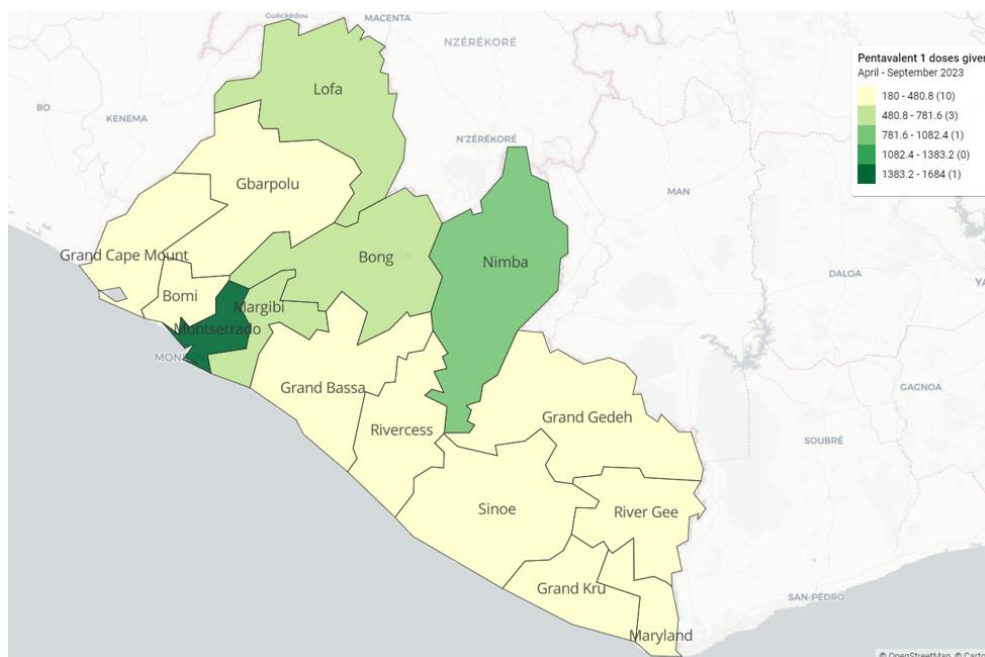 Guéckédou
MACENTA
NZÉRÉKORÉ
Pentavalent 1 doses given
April - September 2023
180 - 480.8 (10)
480.8 - 781.6 (3)
781.6 - 1082.4 (1)
1082.4 - 1383.2 (0)
1383.2 - 1684 (1)
BO
KENEMA
Lofa
N'ZÉRÉKORÉ
Gbarpolu
MAN
Grand Cape Mount
Bong
Nimba
DALOA
Bomi
Margibi
Montserrado
MON
Grand Bassa
GAGNOA
Rivercess
Grand Gedeh
SOUBRÉ
Sinoe
River Gee
Grand Kru
SAN-PÉDRO
Maryland
© OpenStreetMap, © Carto